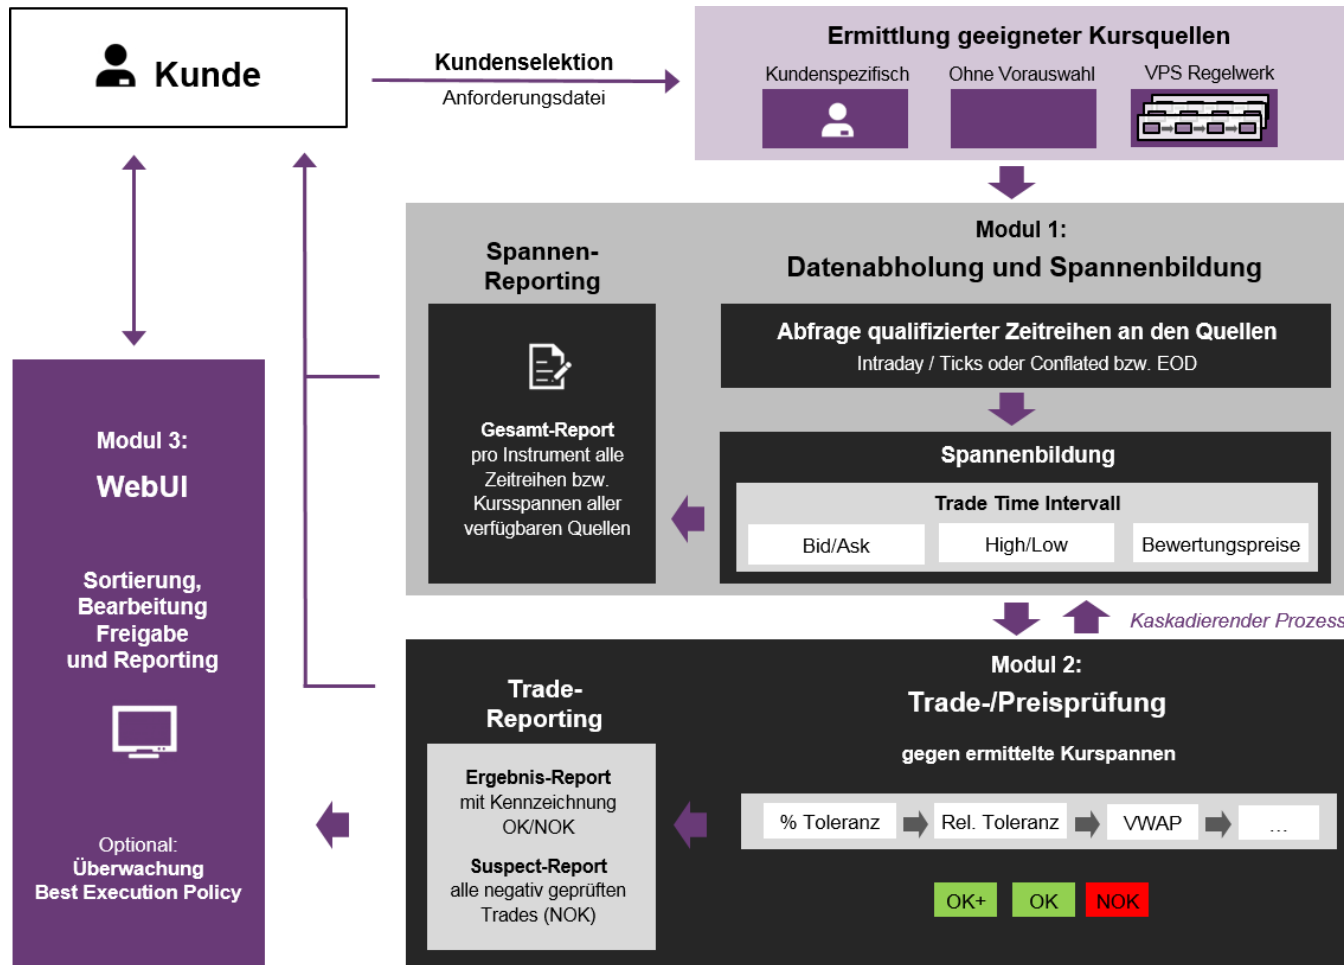 Kunde
Kundenselektion
Anforderungsdatei
Ermittlung geeigneter Kursquellen
Kundenspezifisch
Ohne Vorauswahl
VPS Regelwerk
Spannen-
Reporting
Gesamt-Report
pro Instrument alle
Zeitreihen bzw.
Kursspannen aller
verfügbaren Quellen
Modul 1:
Datenabholung und Spannenbildung
Abfrage qualifizierter Zeitreihen an den Quellen
Intraday / Ticks oder Conflated bzw. EOD
Spannenbildung
Trade Time Intervall
Bid/Ask
High/Low
Bewertungspreise
Kaskadierender Prozess
Modul 2:
Trade-/Preisprüfung
gegen ermittelte Kurspannen
% Toleranz
Rel. Toleranz
VWAP
...
OK+
OK
NOK
Trade-
Reporting
Ergebnis-Report
mit Kennzeichnung
OK/NOK
Suspect-Report
alle negativ geprüften
Trades (NOK)
Modul 3:
WebUI
Sortierung,
Bearbeitung
Freigabe
und Reporting
Optional:
Überwachung
Best Execution Policy